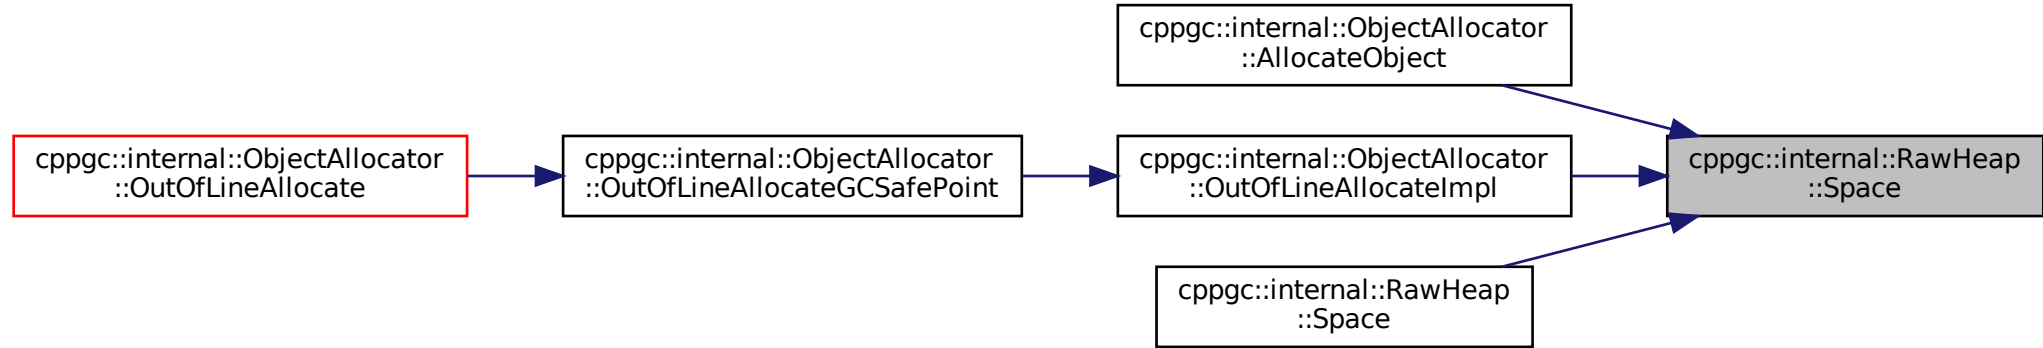 cppgc::internal::ObjectAllocator
::AllocateObject
cppgc::internal::ObjectAllocator
::OutOfLineAllocate
cppgc::internal::ObjectAllocator
::OutOfLineAllocateGCSafePoint
cppgc::internal::ObjectAllocator
::OutOfLineAllocateImpl
cppgc::internal::RawHeap
::Space
cppgc::internal::RawHeap
::Space